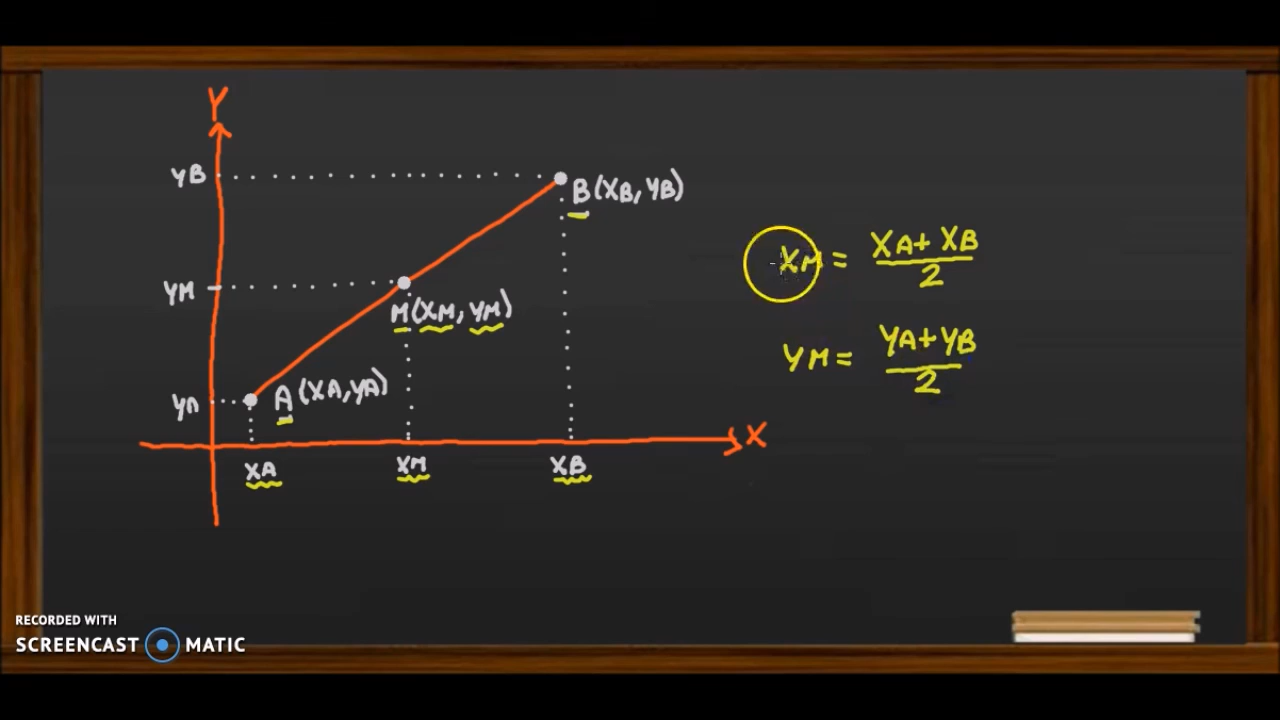 Y
YB
B(XB, YB)
XM = XA+ XB
2
YM
M(XM, YM)
YM = YA+YB
2
YA
A (XA,YA)
X
XA
XM
XB
RECORDED WITH
SCREENCAST MATIC